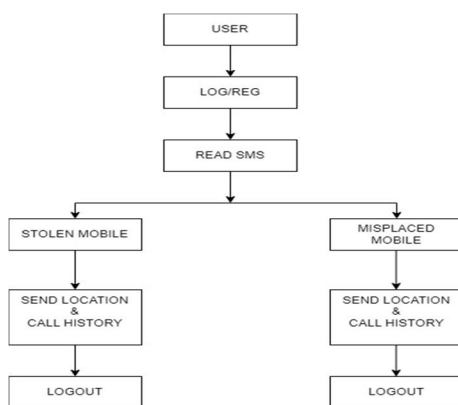 USER
LOG/REG
READ SMS
STOLEN MOBILE
MISPLACED
MOBILE
SEND LOCATION
&
CALL HISTORY
SEND LOCATION
&
CALL HISTORY
LOGOUT
LOGOUT